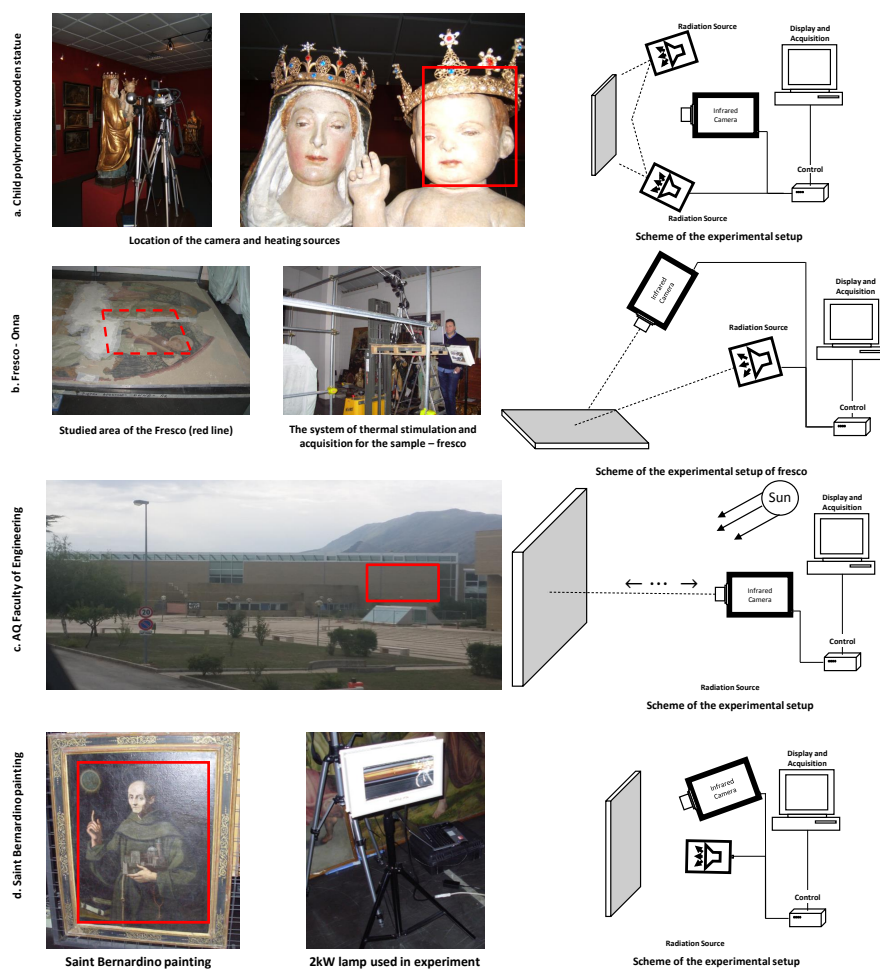 a. Child polychromatic wooden statue
Radiation Source
Display and
Acquisition
Infrared
Camera
Control
Radiation Source
Location of the camera and heating sources
Scheme of the experimental setup
b. Fresco - Onna
Infrared
Camera
Display and
Acquisition
Radiation Source
Control
Studied area of the Fresco (red line)
The system of thermal stimulation and
acquisition for the sample – fresco
Scheme of the experimental setup of fresco
c. AQ Faculty of Engineering
20
Sun
Display and
Acquisition
Infrared
Camera
Control
Radiation Source
Scheme of the experimental setup
d. Saint Bernardino painting
Display and
Acquisition
Infrared
Camera
Control
Radiation Source
Saint Bernardino painting
2kW lamp used in experiment
Scheme of the experimental setup